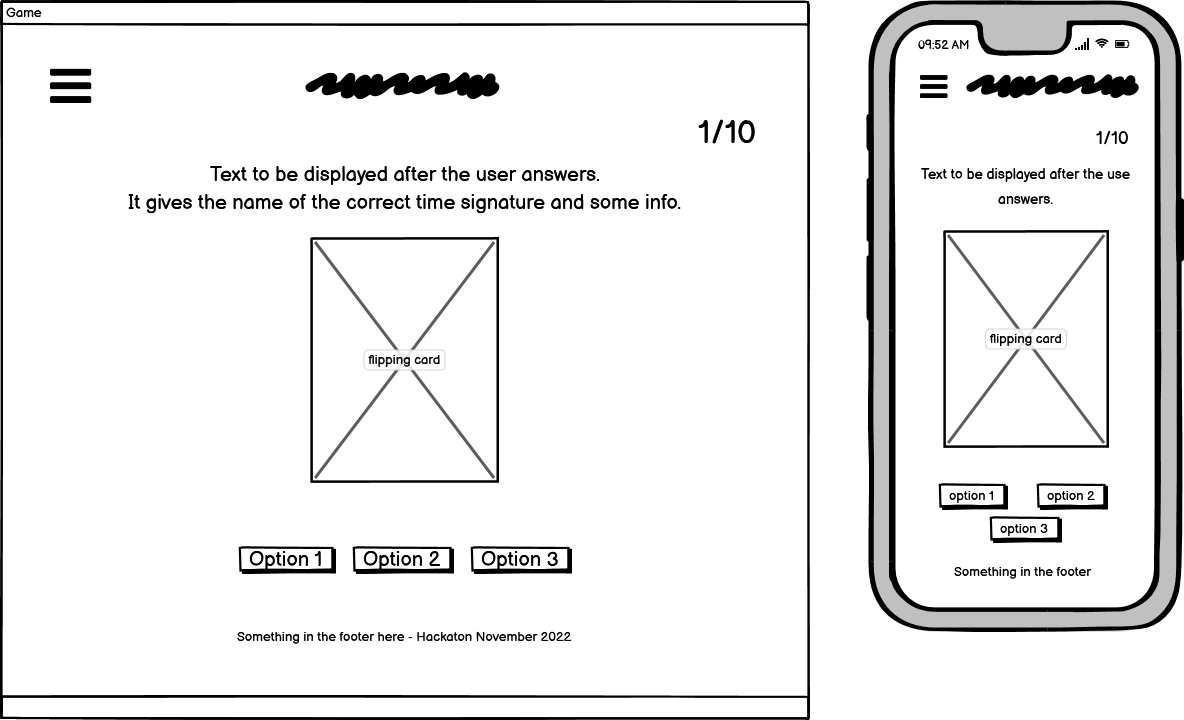 Game
1/10
Text to be displayed after the user answers.
It gives the name of the correct time signature and some info.
flipping card
Option 1 Option 2 Option 3
Something in the footer here - Hackaton November 2022
09:52 AM
1/10
Text to be displayed after the use
answers.
flipping card
option 1 option 2
option 3
Something in the footer